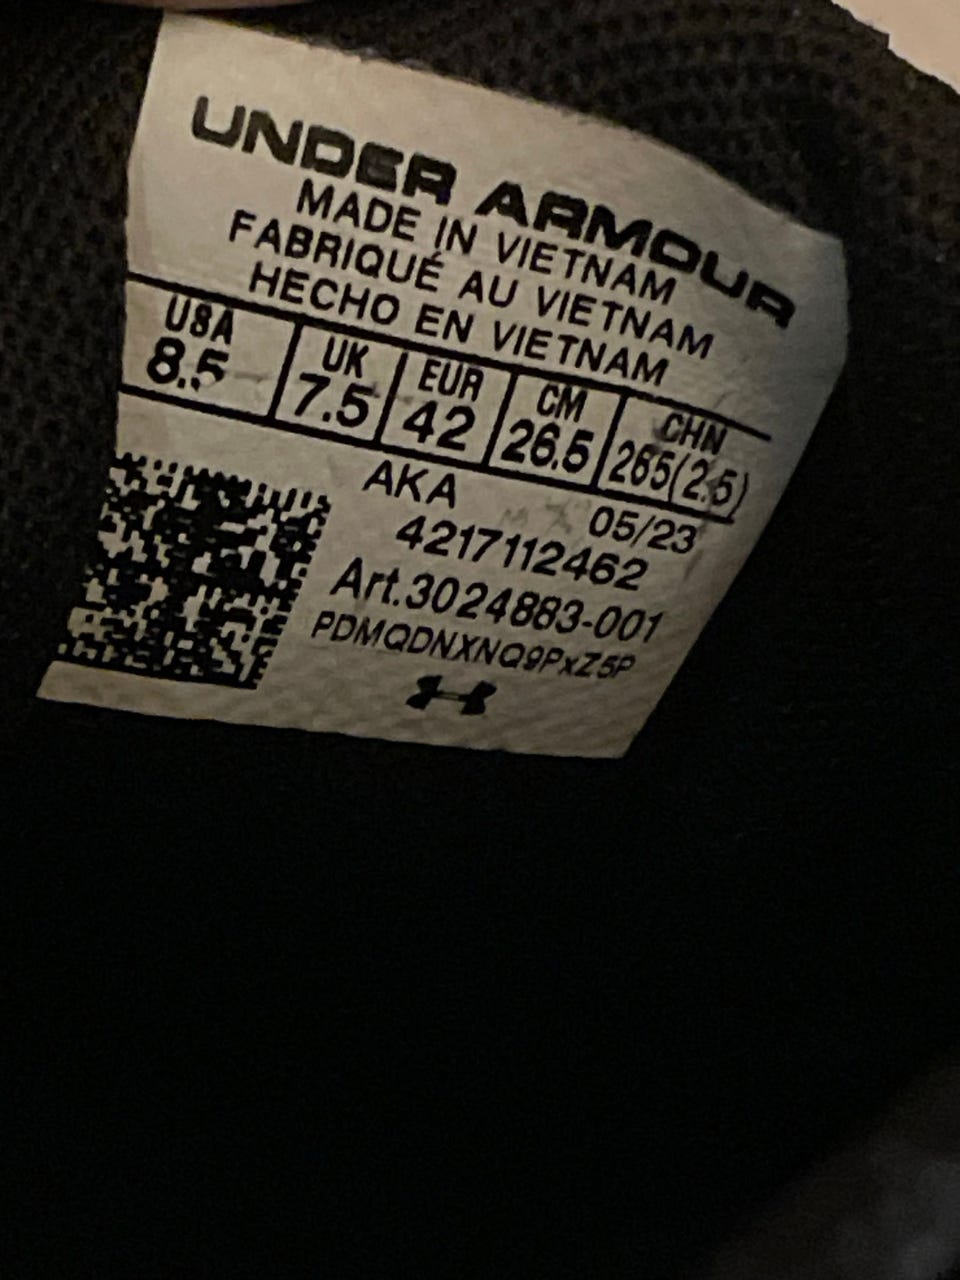 UNDER ARMOUR
MADE IN VIETNAM
FABRIQUÉ AU VIETNAM
HECHO EN VIETNAM
USA UK EUR CM CHN
8.5 7.5 42 26.5 265(2.5)
AKA 05/23
4217112462
Art.3024883-001
PDMQDNXNQ9PxZ5P